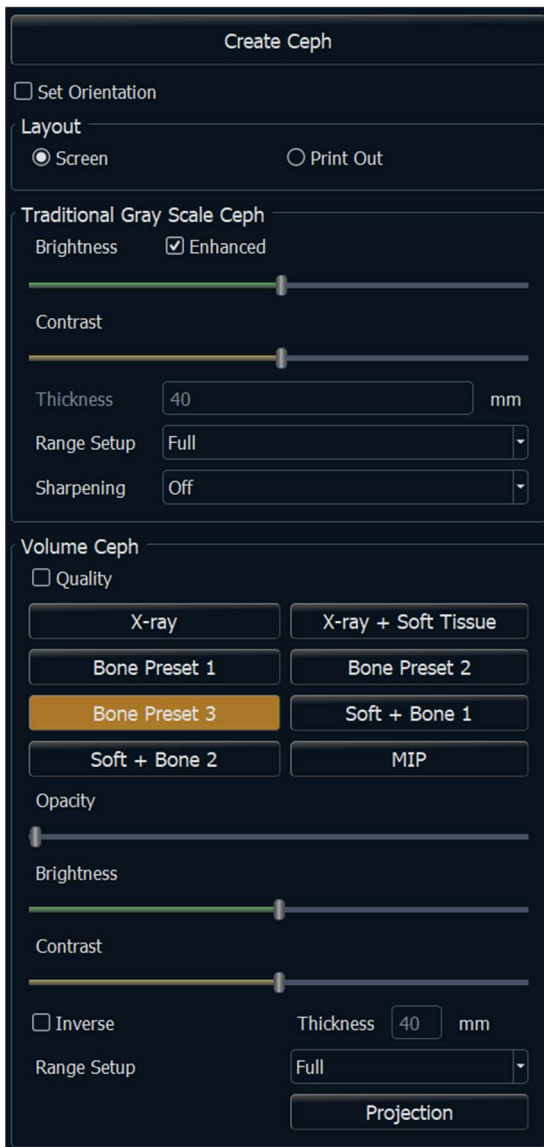 Create Ceph
Set Orientation
Layout
Screen Print Out
Traditional Gray Scale Ceph
Brightness Enhanced
Contrast
Thickness 40 mm
Range Setup Full
Sharpening Off
Volume Ceph
Quality
X-ray X-ray + Soft Tissue
Bone Preset 1 Bone Preset 2
Bone Preset 3 Soft + Bone 1
Soft + Bone 2 MIP
Opacity
Brightness
Contrast
Inverse Thickness 40 mm
Range Setup Full
Projection